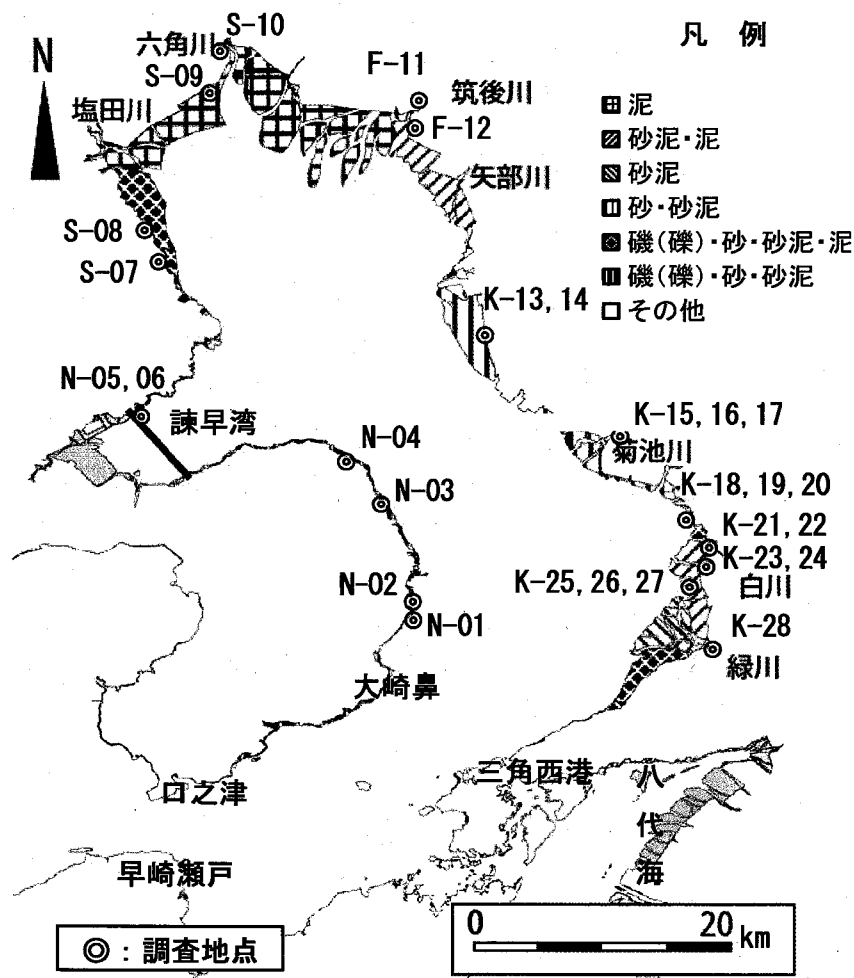 S-10
凡 例
六角川
N
F-11
S-09
筑後川
泥
塩田川
F-12
砂泥・泥
矢部川
砂泥
砂・砂泥
S-08
磯(礫)・砂・砂泥・泥
S-07
磯(礫)・砂・砂泥
K-13, 14
その他
N-05, 06
諫早湾
K-15, 16, 17
N-04
菊池川
K-18, 19, 20
N-03
K-21, 22
K-23, 24
N-02
K-25, 26, 27
白川
N-01
K-28
緑川
大崎鼻
三角西港
八代海
口之津
早崎瀬戸
◎：調査地点
0 20 km